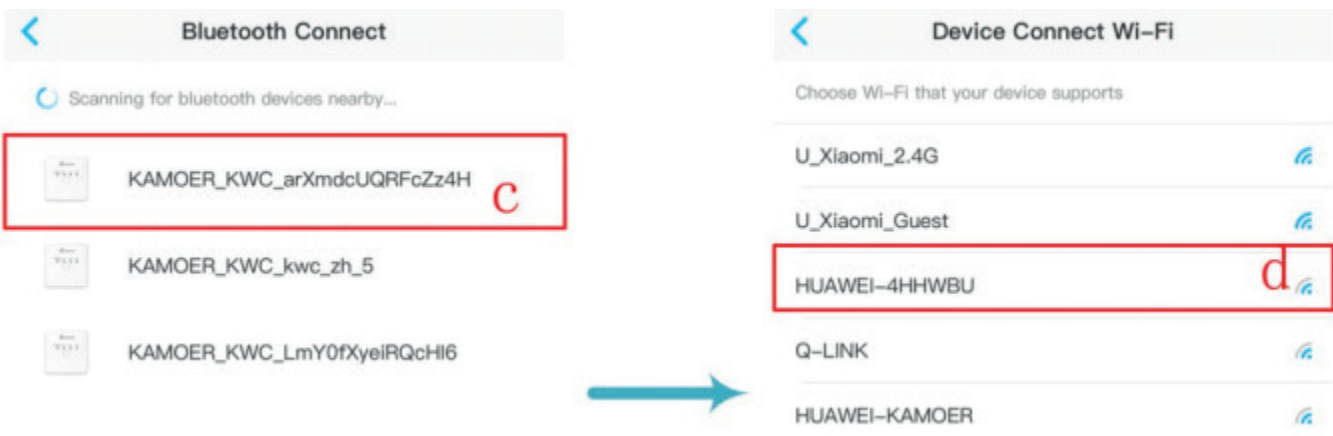 Bluetooth Connect
Scanning for bluetooth devices nearby...
KAMOER_KWC_arXmdcUQRFcZz4H
C
KAMOER_KWC_kwc_zh_5
KAMOER_KWC_LmY0fXyeiRQcHI6
Device Connect Wi-Fi
Choose Wi-Fi that your device supports
U_Xiaomi_2.4G
U_Xiaomi_Guest
HUAWEI-4HHWBU
d
Q-LINK
HUAWEI-KAMOER